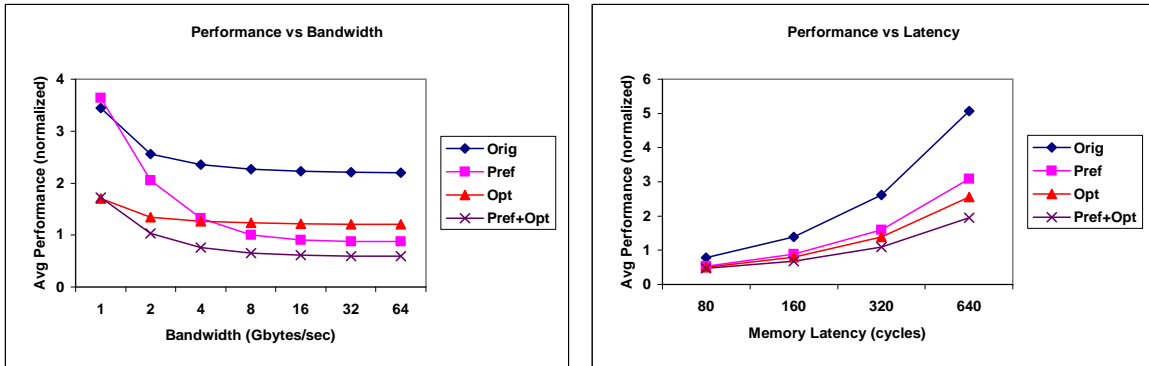 Performance vs Bandwidth
Avg Performance (normalized)
4
3
2
1
0
1 2 4 8 16 32 64
Bandwidth (Gbytes/sec)
Orig
Pref
Opt
Pref+Opt
Performance vs Latency
Avg Performance (normalized)
6
5
4
3
2
1
0
80 160 320 640
Memory Latency (cycles)
Orig
Pref
Opt
Pref+Opt